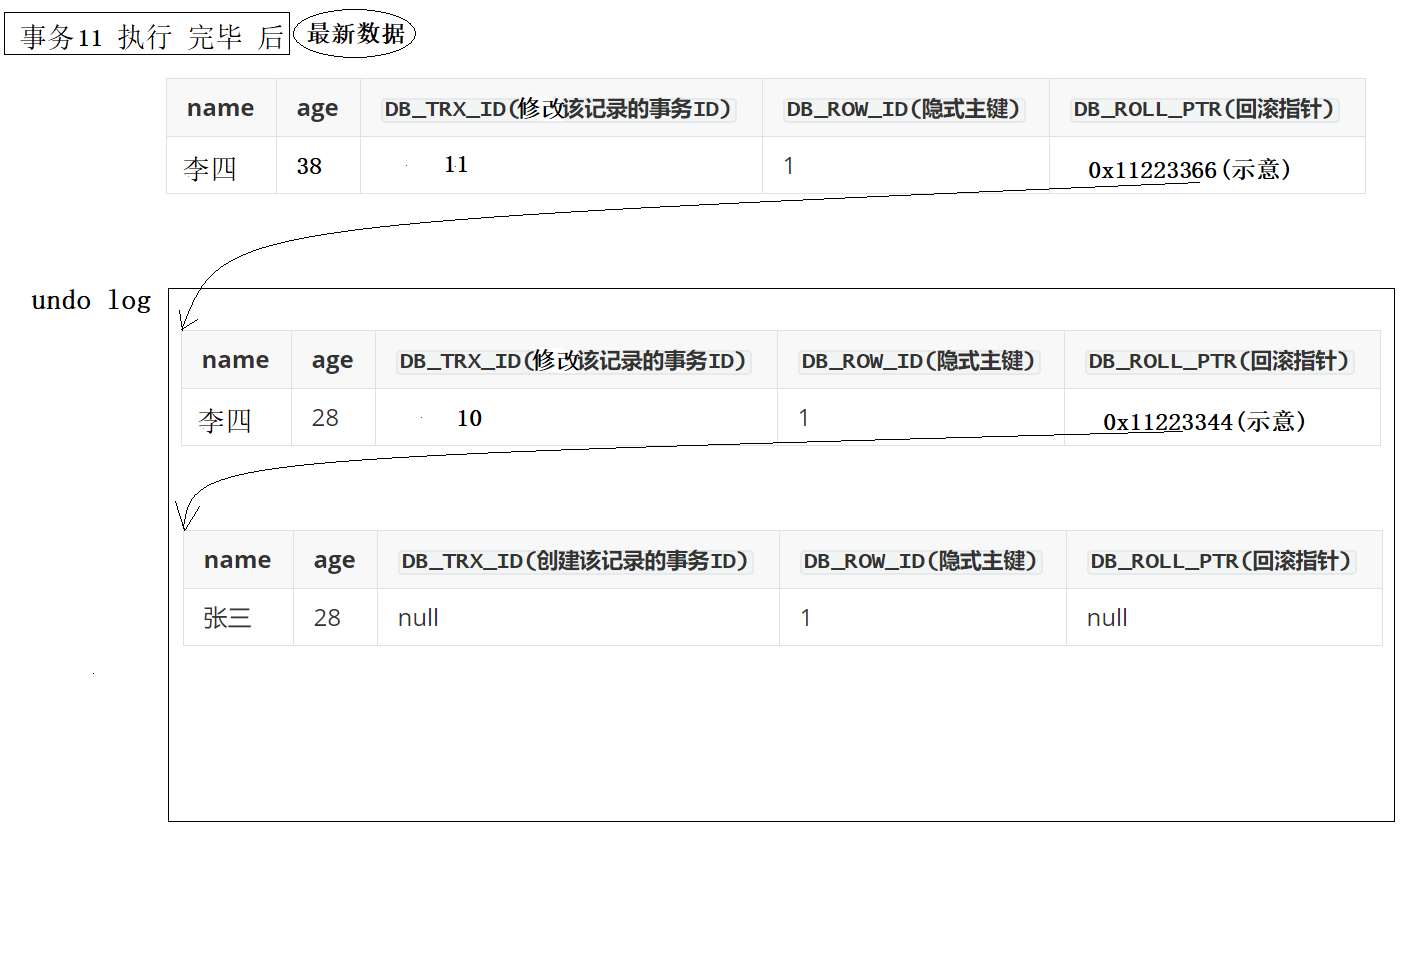 事务11 执行 完毕 后 最新数据
name age DB_TRX_ID(修改该记录的事务ID) DB_ROW_ID(隐式主键) DB_ROLL_PTR(回滚指针)
李四 38 11 1 0x11223366(示意)
undo log
name age DB_TRX_ID(修改该记录的事务ID) DB_ROW_ID(隐式主键) DB_ROLL_PTR(回滚指针)
李四 28 10 1 0x11223344(示意)
name age DB_TRX_ID(创建该记录的事务ID) DB_ROW_ID(隐式主键) DB_ROLL_PTR(回滚指针)
张三 28 null 1 null